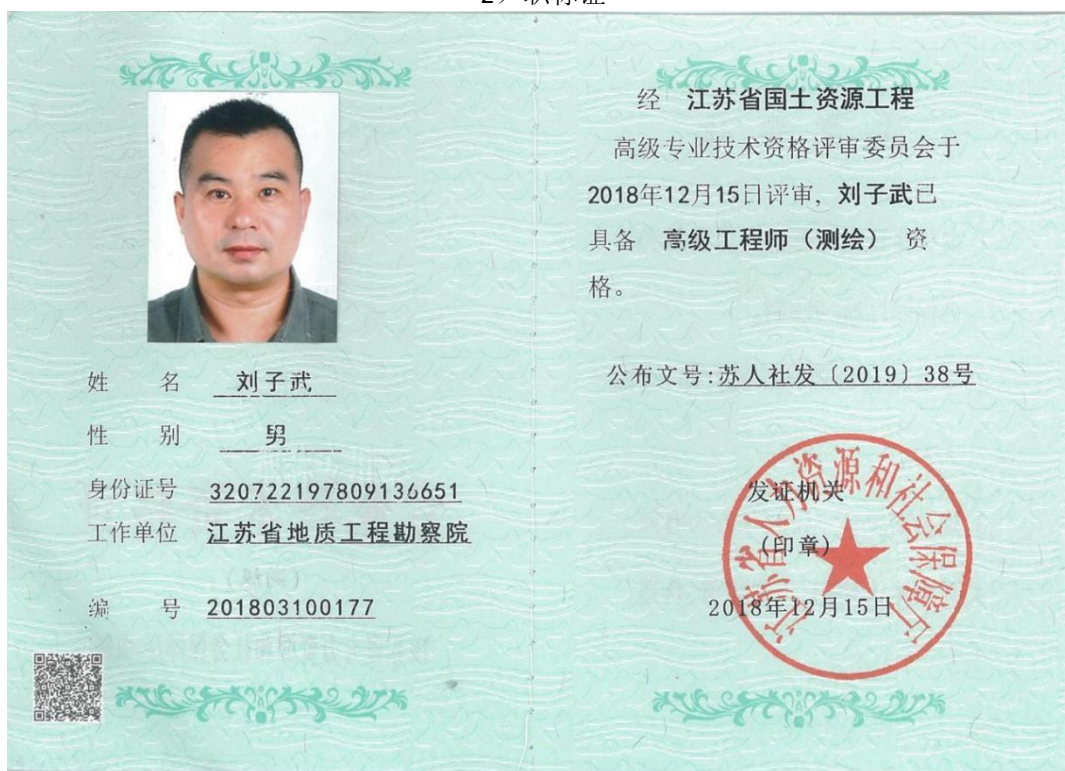 经 江苏省国土资源工程
高级专业技术资格评审委员会于
2018年12月15日评审，刘子武已
具备 高级工程师（测绘） 资
格。
姓 名 刘子武
性 别 男
身份证号 320722197809136651
工作单位 江苏省地质工程勘察院
编 号 201803100177
公布文号:苏人社发〔2019〕38号
江苏省人力资源和社会保障厅
发证机关
(印章)
2018年12月15日